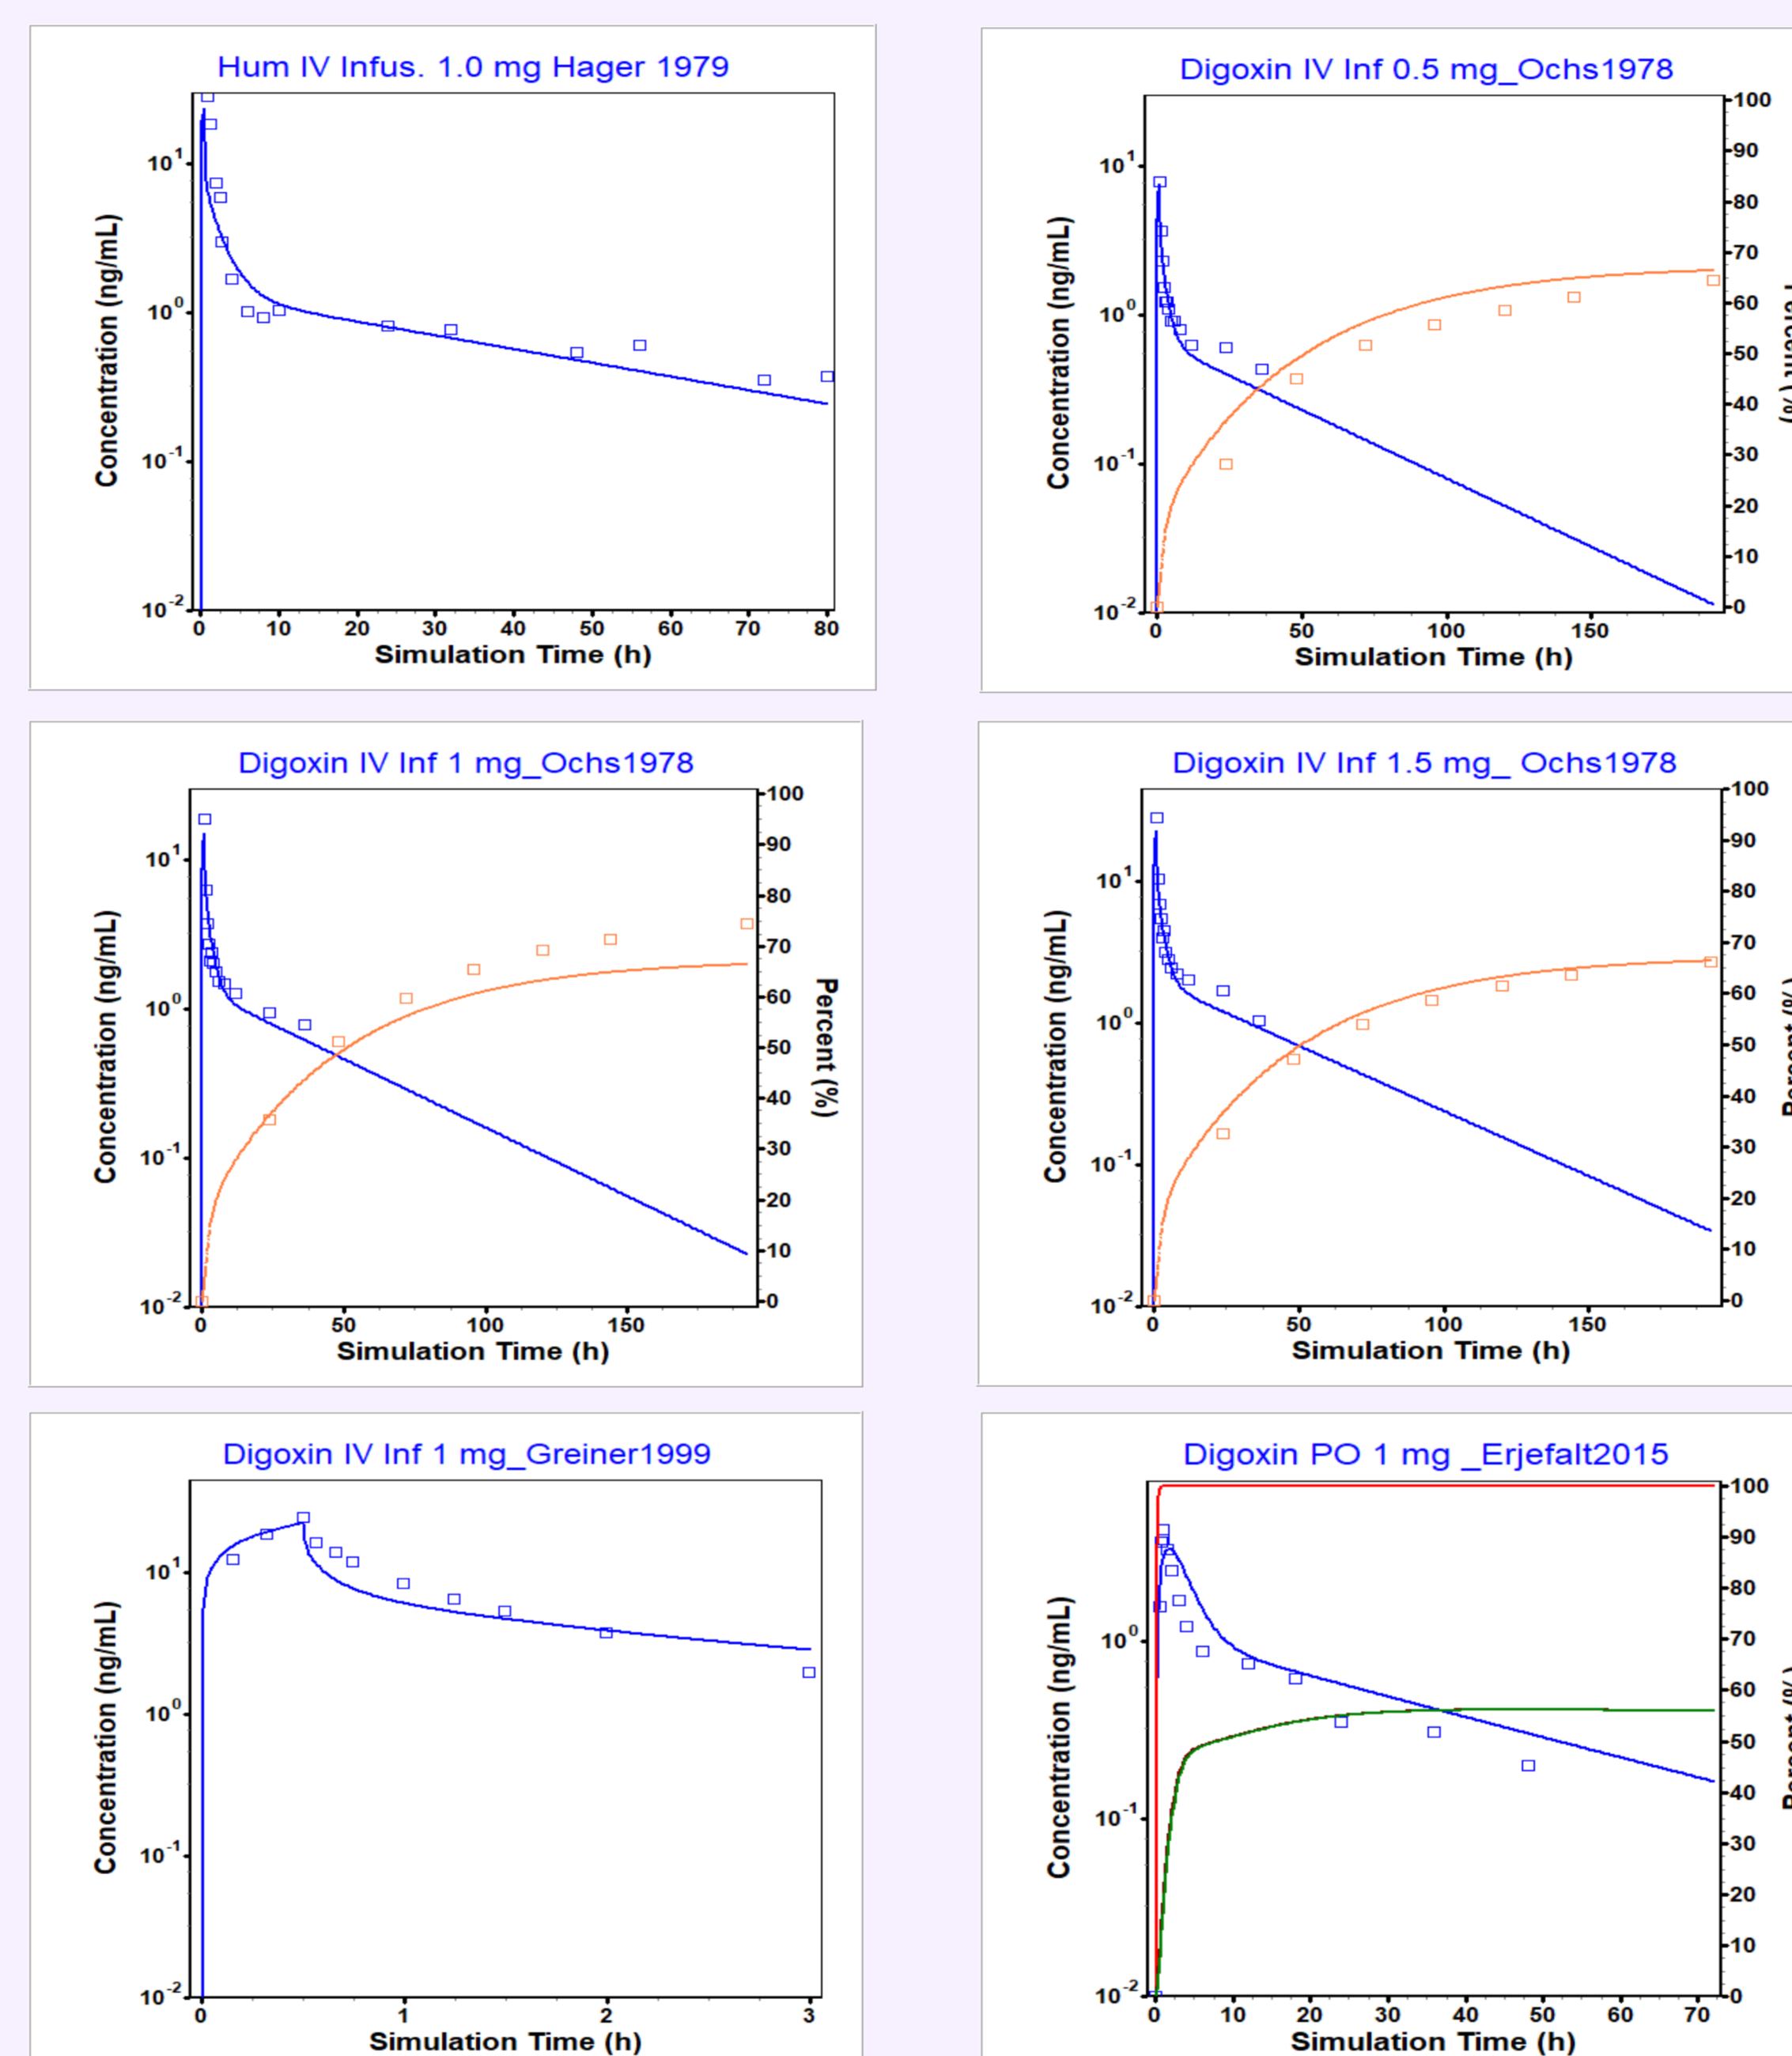 Hum IV Infus. 1.0 mg Hager 1979
Concentration (ng/mL)
10^1
10^0
10^-1
10^-2
0 10 20 30 40 50 60 70 80
Simulation Time (h)
Digoxin IV Inf 0.5 mg_Ochs1978
Concentration (ng/mL)
10^1
10^0
10^-1
10^-2
100
90
80
70
60
50
40
30
20
10
0
0 50 100 150
Simulation Time (h)
Digoxin IV Inf 1 mg_Ochs1978
Concentration (ng/mL)
10^1
10^0
10^-1
10^-2
100
90
80
70
60
50
40
30
20
10
0
Percent (%)
0 50 100 150
Simulation Time (h)
Digoxin IV Inf 1.5 mg_ Ochs1978
Concentration (ng/mL)
10^1
10^0
10^-1
10^-2
100
90
80
70
60
50
40
30
20
10
0
0 50 100 150
Simulation Time (h)
Digoxin IV Inf 1 mg_Greiner1999
Concentration (ng/mL)
10^1
10^0
10^-1
10^-2
0 1 2 3
Simulation Time (h)
Digoxin PO 1 mg _Erjefalt2015
Concentration (ng/mL)
10^0
10^-1
10^-2
100
90
80
70
60
50
40
30
20
10
0
0 10 20 30 40 50 60 70
Simulation Time (h)